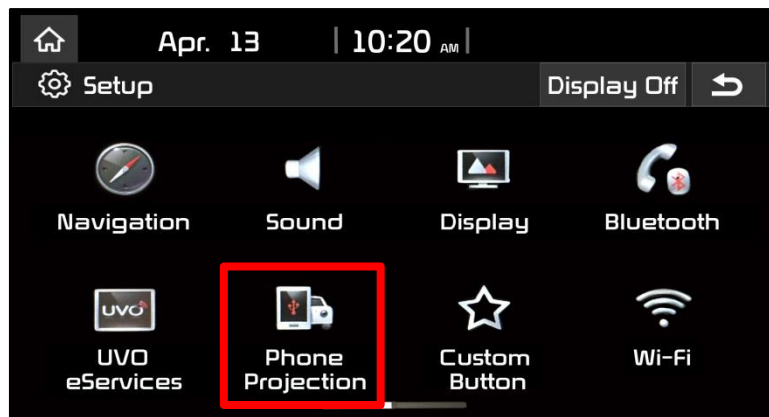 Apr. 13 10:20 AM
Setup Display Off
Navigation Sound Display Bluetooth
UVO
UVO Phone Custom Wi-Fi
eServices Projection Button